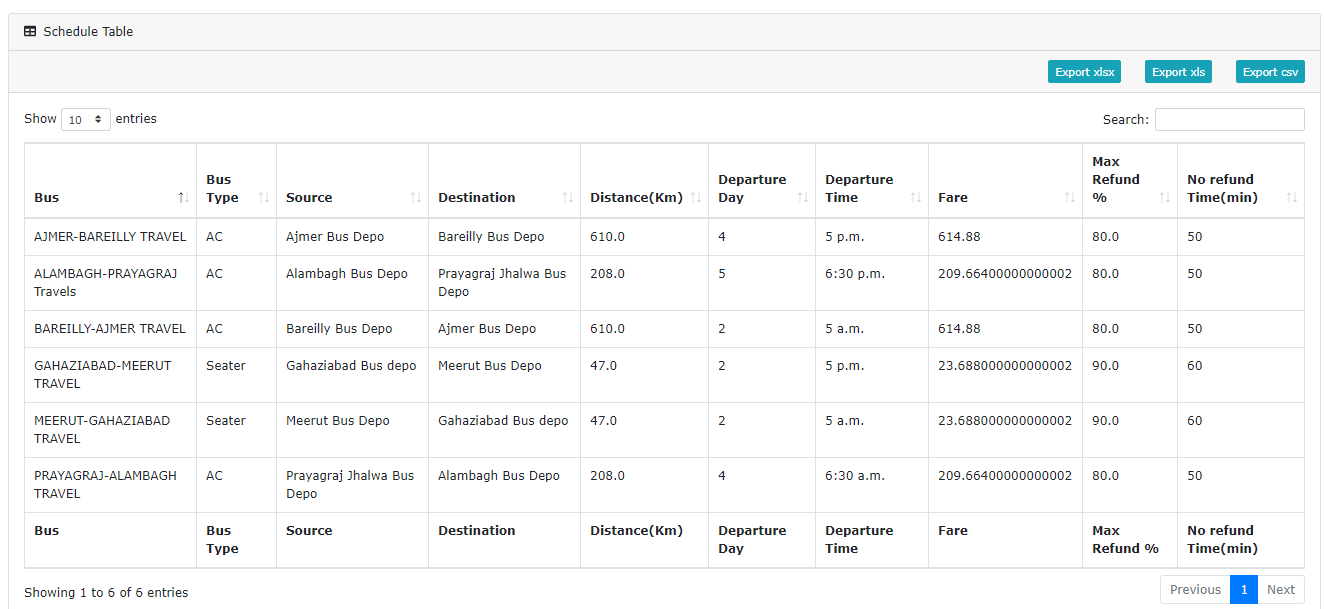 Schedule Table
Export xlsx Export xls Export csv
Show 10 entries Search:
Bus Bus Type Source Destination Distance(Km) Departure Day Departure Time Fare Max Refund % No refund Time(min)
AJMER-BAREILLY TRAVEL AC Ajmer Bus Depo Bareilly Bus Depo 610.0 4 5 p.m. 614.88 80.0 50
ALAMBAGH-PRAYAGRAJ Travels AC Alambagh Bus Depo Prayagraj Jhalwa Bus Depo 208.0 5 6:30 p.m. 209.66400000000002 80.0 50
BAREILLY-AJMER TRAVEL AC Bareilly Bus Depo Ajmer Bus Depo 610.0 2 5 a.m. 614.88 80.0 50
GAHAZIABAD-MEERUT TRAVEL Seater Gahaziabad Bus depo Meerut Bus Depo 47.0 2 5 p.m. 23.688000000000002 90.0 60
MEERUT-GAHAZIABAD TRAVEL Seater Meerut Bus Depo Gahaziabad Bus depo 47.0 2 5 a.m. 23.688000000000002 90.0 60
PRAYAGRAJ-ALAMBAGH TRAVEL AC Prayagraj Jhalwa Bus Depo Alambagh Bus Depo 208.0 4 6:30 a.m. 209.66400000000002 80.0 50
Bus Bus Type Source Destination Distance(Km) Departure Day Departure Time Fare Max Refund % No refund Time(min)
Showing 1 to 6 of 6 entries Previous 1 Next